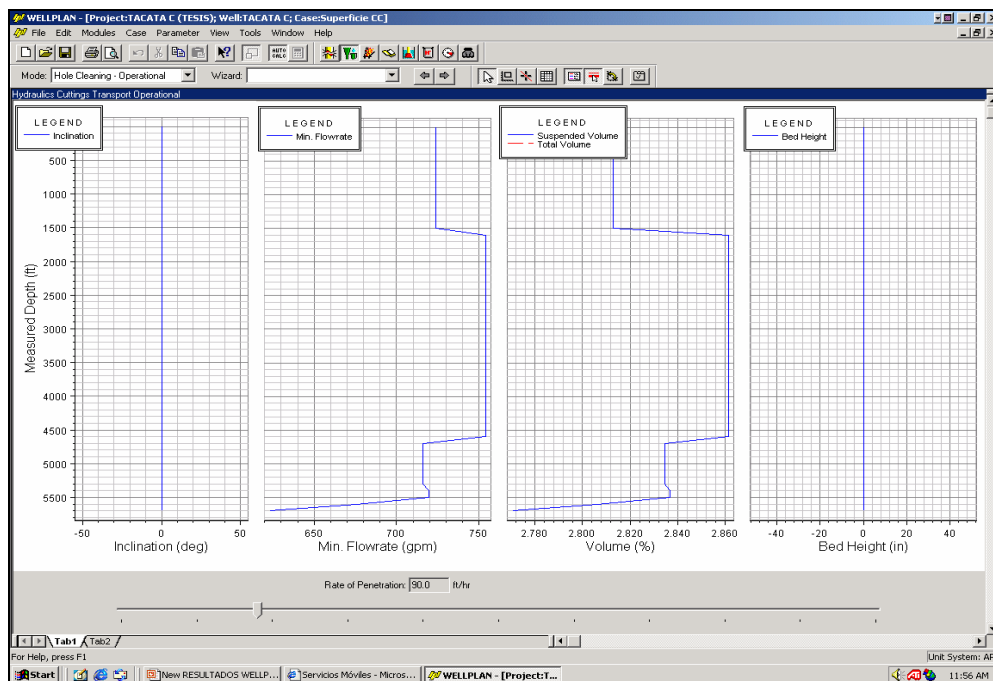 WELLPLAN - [Project:TACATA C (TESIS); Well:TACATA C; Case:Superficie CC]
File Edit Modules Case Parameter View Tools Window Help
AUTO CALC
Mode: Hole Cleaning - Operational Wizard:
Hydraulics Cuttings Transport Operational
LEGEND
Inclination
LEGEND
Min. Flowrate
LEGEND
Suspended Volume
Total Volume
LEGEND
Bed Height
Measured Depth (ft)
500
1000
1500
2000
2500
3000
3500
4000
4500
5000
5500
-50 0 50
Inclination (deg)
650 700 750
Min. Flowrate (gpm)
2.780 2.800 2.820 2.840 2.860
Volume (%)
-40 -20 0 20 40
Bed Height (in)
Rate of Penetration: 90.0 ft/hr
Tab1 Tab2
For Help, press F1
Unit System: AP
Start
New RESULTADOS WELLP...
Servicios Móviles - Micros...
WELLPLAN - [Project:T...
11:56 AM